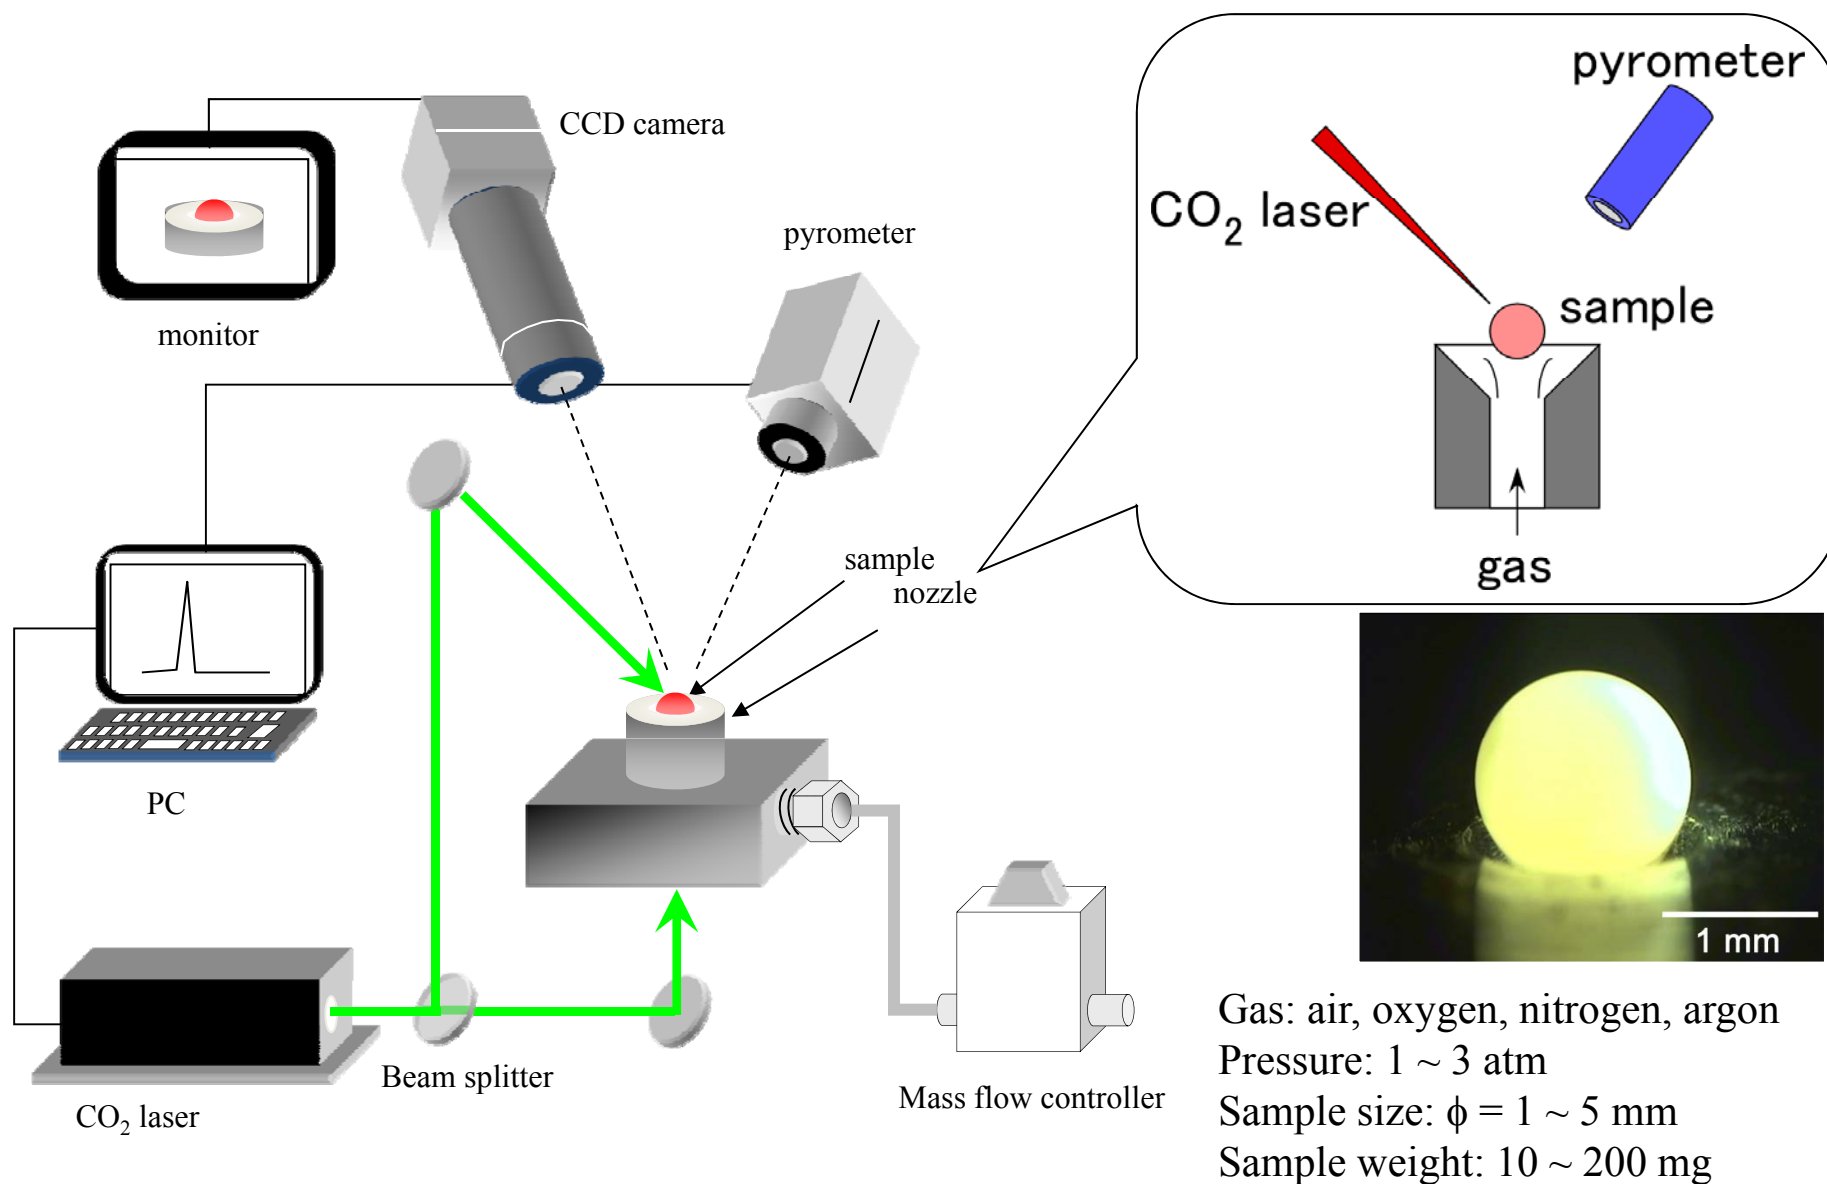 CCD camera
pyrometer
monitor
pyrometer
CO₂ laser
sample
gas
sample
nozzle
PC
1 mm
Beam splitter
CO₂ laser
Mass flow controller
Gas: air, oxygen, nitrogen, argon
Pressure: 1 ~ 3 atm
Sample size: ϕ = 1 ~ 5 mm
Sample weight: 10 ~ 200 mg